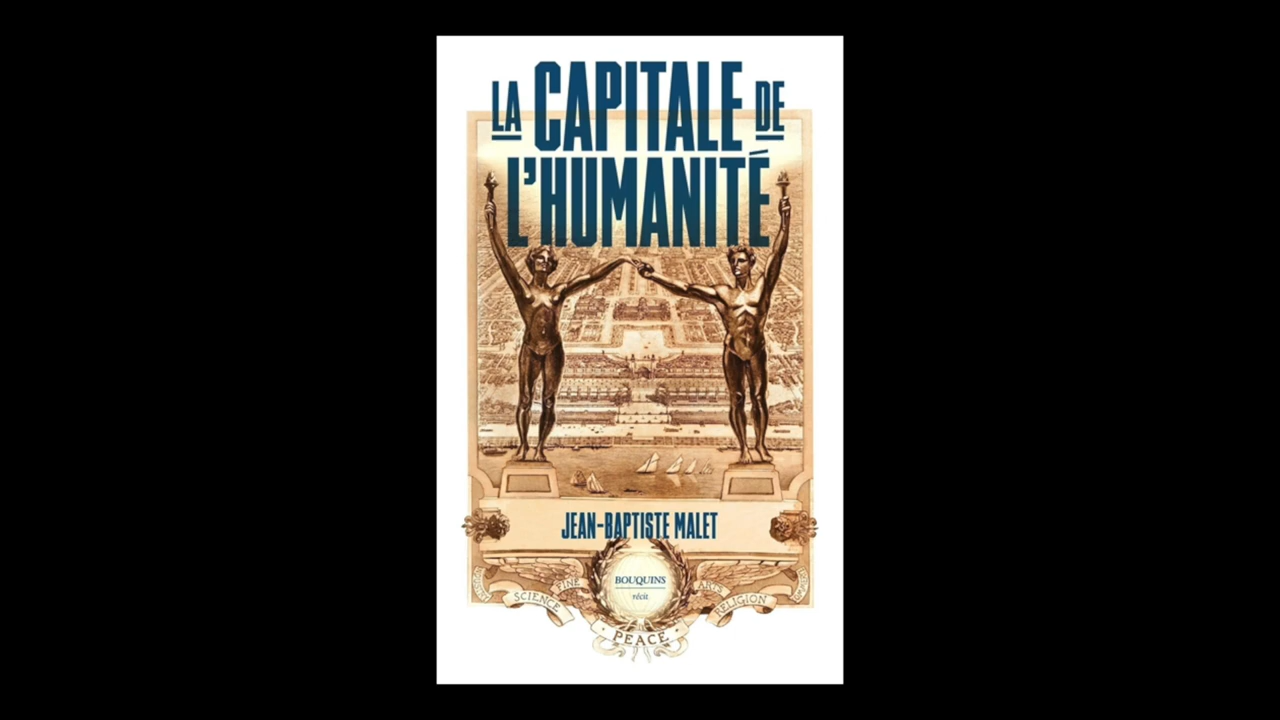 LA CAPITALE DE
L'HUMANITÉ
JEAN-BAPTISTE MALET
BOUQUINS
récit
FINE ARTS
SCIENCE RELIGION
PEACE